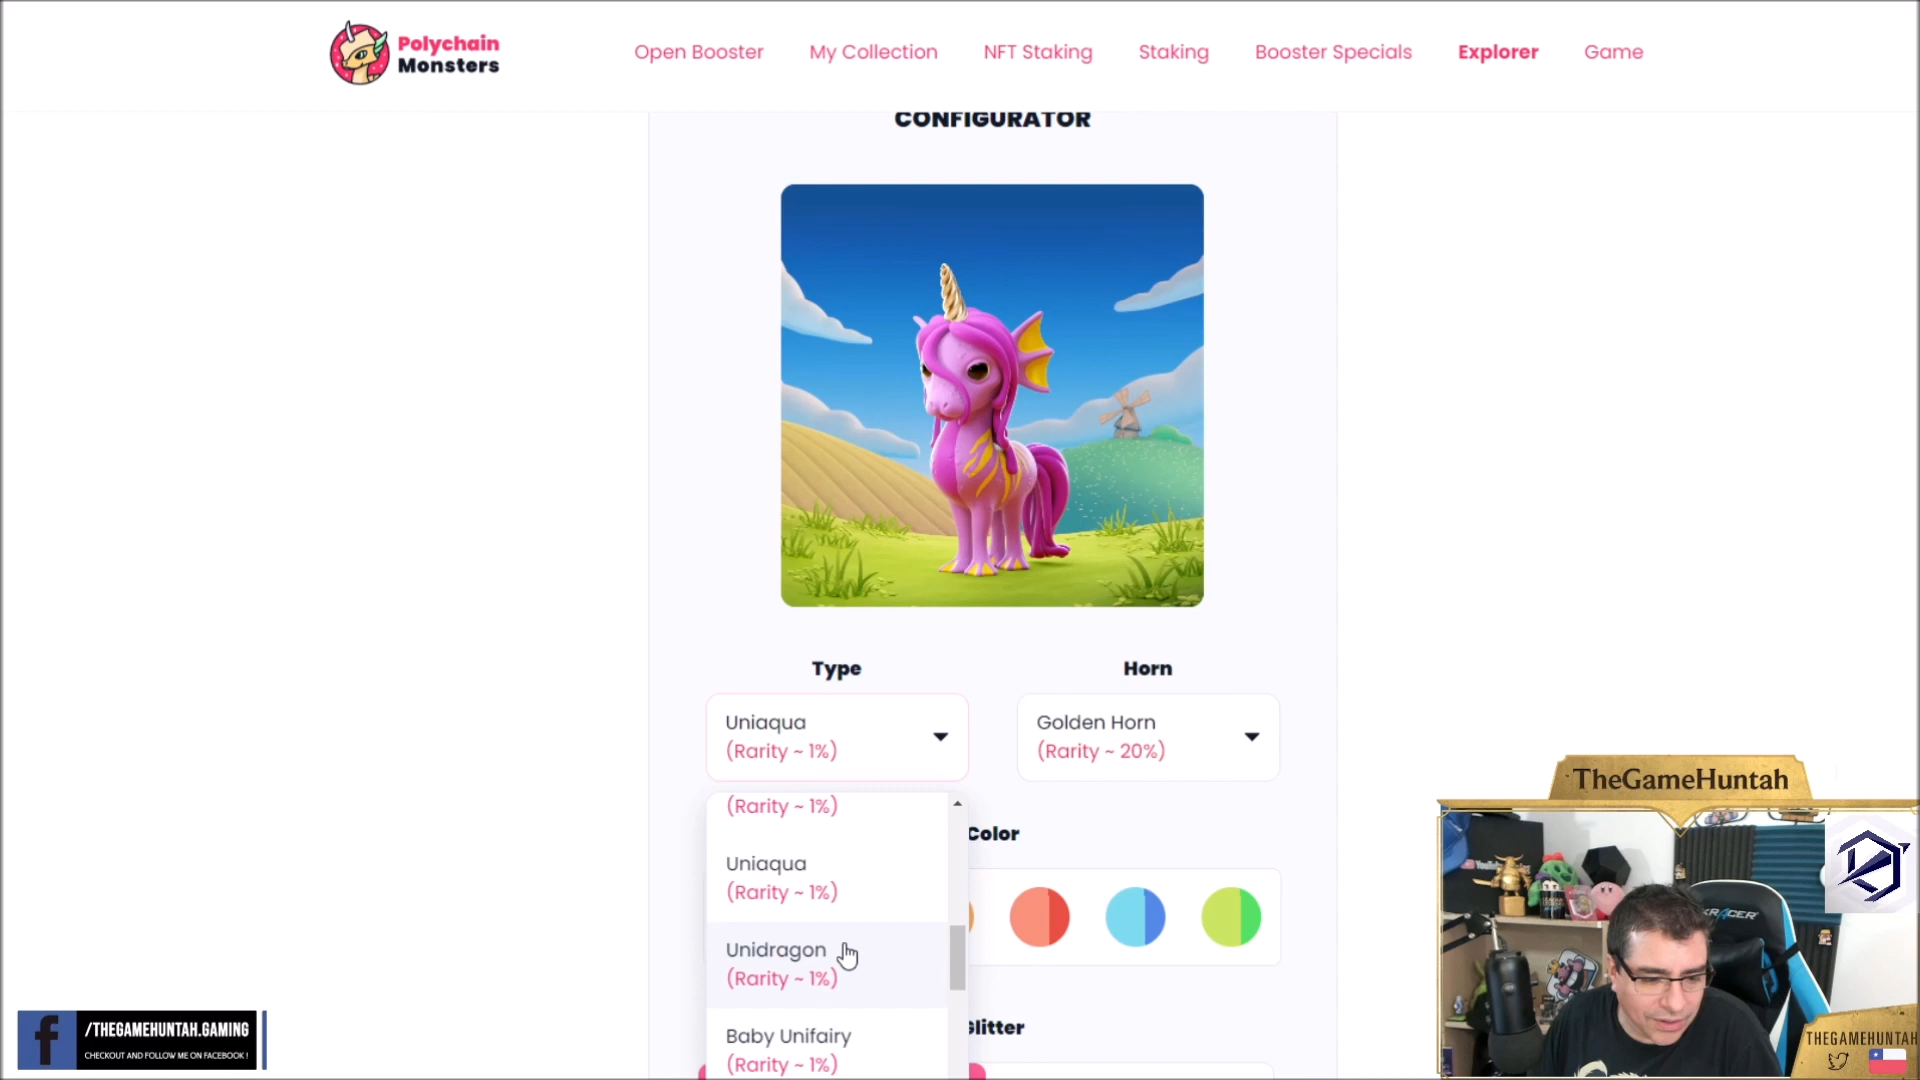 Polychain
Monsters
Open Booster
My Collection
NFT Staking
Staking
Booster Specials
Explorer
Game
CONFIGURATOR
Type
Horn
Uniaqua
(Rarity ~ 1%)
Golden Horn
(Rarity ~ 20%)
(Rarity ~ 1%)
Uniaqua
(Rarity ~ 1%)
Unidragon
(Rarity ~ 1%)
Baby Unifairy
(Rarity ~ 1%)
Color
Glitter
TheGameHuntah
THEGAMEHUNTAH
/THEGAMEHUNTAH.GAMING
CHECKOUT AND FOLLOW ME ON FACEBOOK !